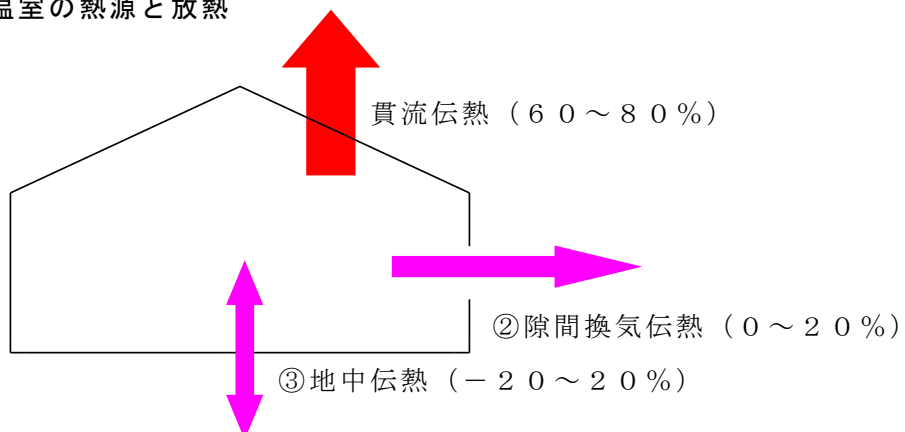 温室の熱源と放熱
貫流伝熱（６０～８０％）
②隙間換気伝熱（０～２０％）
③地中伝熱（－２０～２０％）